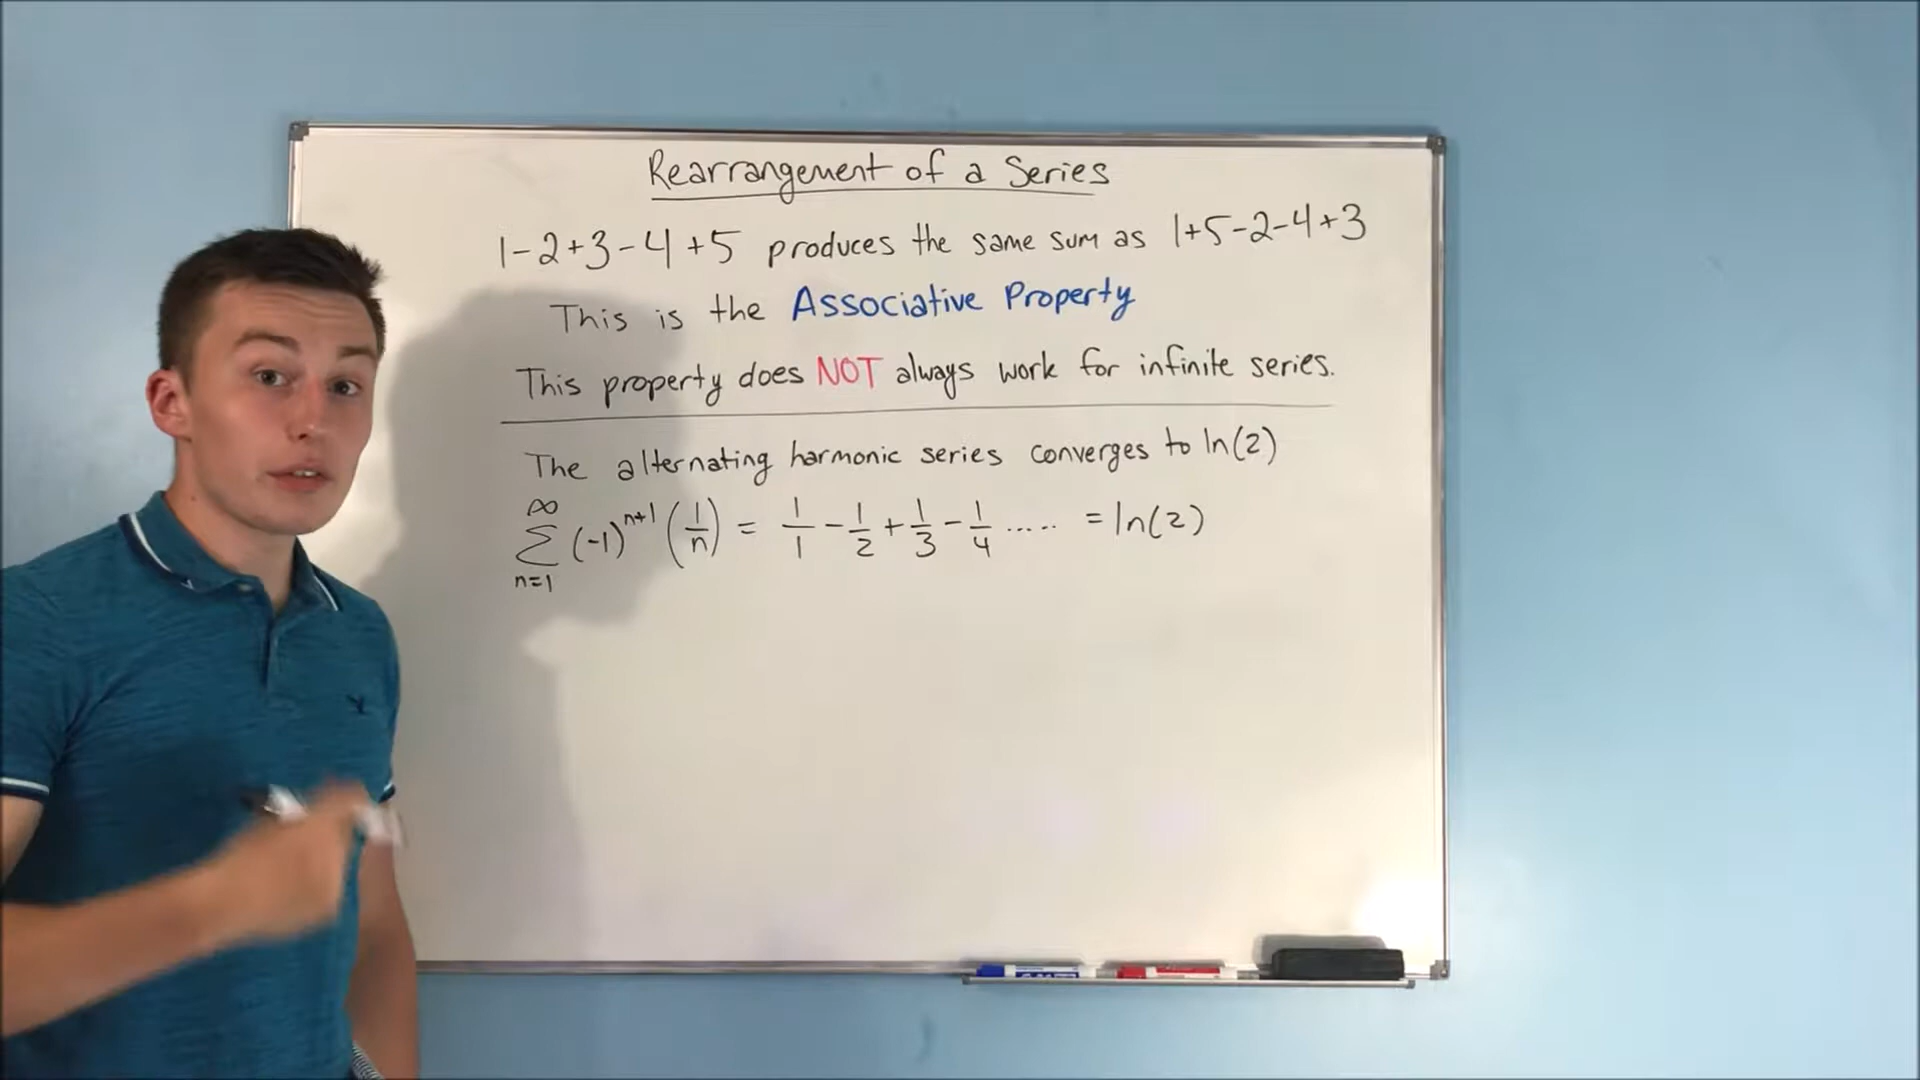 Rearrangement of a Series
1-2+3-4+5 produces the same sum as 1+5-2-4+3
This is the Associative Property
This property does NOT always work for infinite series.
The alternating harmonic series converges to ln(2)
∞ ∑ n=1 (-1)^{n+1} (1/n) = 1/1 - 1/2 + 1/3 - 1/4 ..... = ln(2)